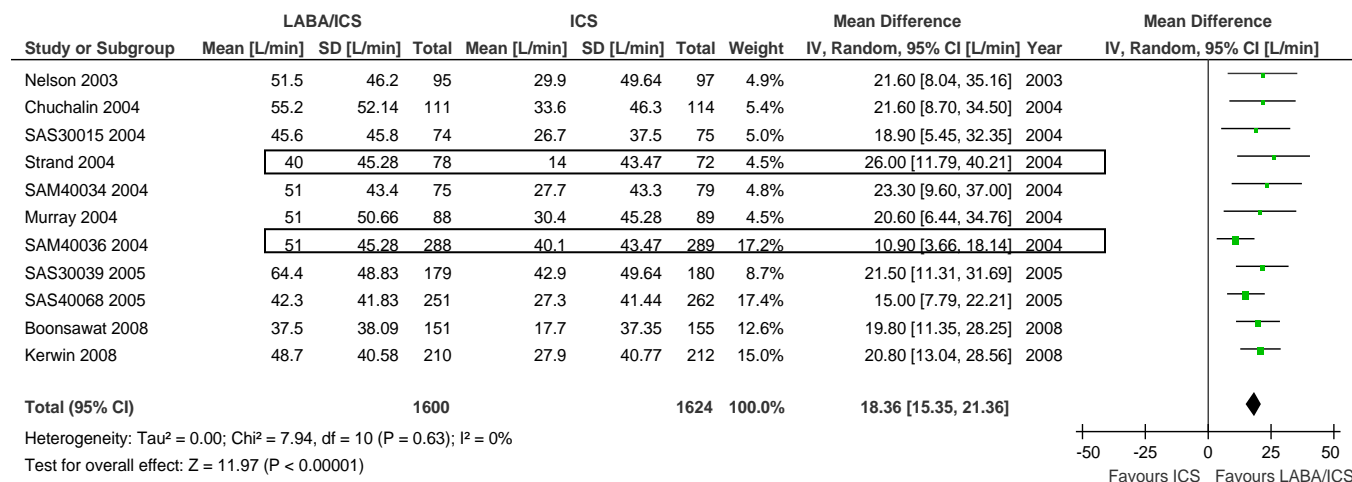 LABA/ICS ICS Mean Difference Mean Difference
Study or Subgroup Mean [L/min] SD [L/min] Total Mean [L/min] SD [L/min] Total Weight IV, Random, 95% CI [L/min] Year IV, Random, 95% CI [L/min]
Nelson 2003 51.5 46.2 95 29.9 49.64 97 4.9% 21.60 [8.04, 35.16] 2003
Chuchalin 2004 55.2 52.14 111 33.6 46.3 114 5.4% 21.60 [8.70, 34.50] 2004
SAS30015 2004 45.6 45.8 74 26.7 37.5 75 5.0% 18.90 [5.45, 32.35] 2004
Strand 2004 40 45.28 78 14 43.47 72 4.5% 26.00 [11.79, 40.21] 2004
SAM40034 2004 51 43.4 75 27.7 43.3 79 4.8% 23.30 [9.60, 37.00] 2004
Murray 2004 51 50.66 88 30.4 45.28 89 4.5% 20.60 [6.44, 34.76] 2004
SAM40036 2004 51 45.28 288 40.1 43.47 289 17.2% 10.90 [3.66, 18.14] 2004
SAS30039 2005 64.4 48.83 179 42.9 49.64 180 8.7% 21.50 [11.31, 31.69] 2005
SAS40068 2005 42.3 41.83 251 27.3 41.44 262 17.4% 15.00 [7.79, 22.21] 2005
Boonsawat 2008 37.5 38.09 151 17.7 37.35 155 12.6% 19.80 [11.35, 28.25] 2008
Kerwin 2008 48.7 40.58 210 27.9 40.77 212 15.0% 20.80 [13.04, 28.56] 2008
Total (95% CI) 1600 1624 100.0% 18.36 [15.35, 21.36]
Heterogeneity: Tau² = 0.00; Chi² = 7.94, df = 10 (P = 0.63); I² = 0%
Test for overall effect: Z = 11.97 (P < 0.00001)
-50 -25 0 25 50
Favours ICS Favours LABA/ICS